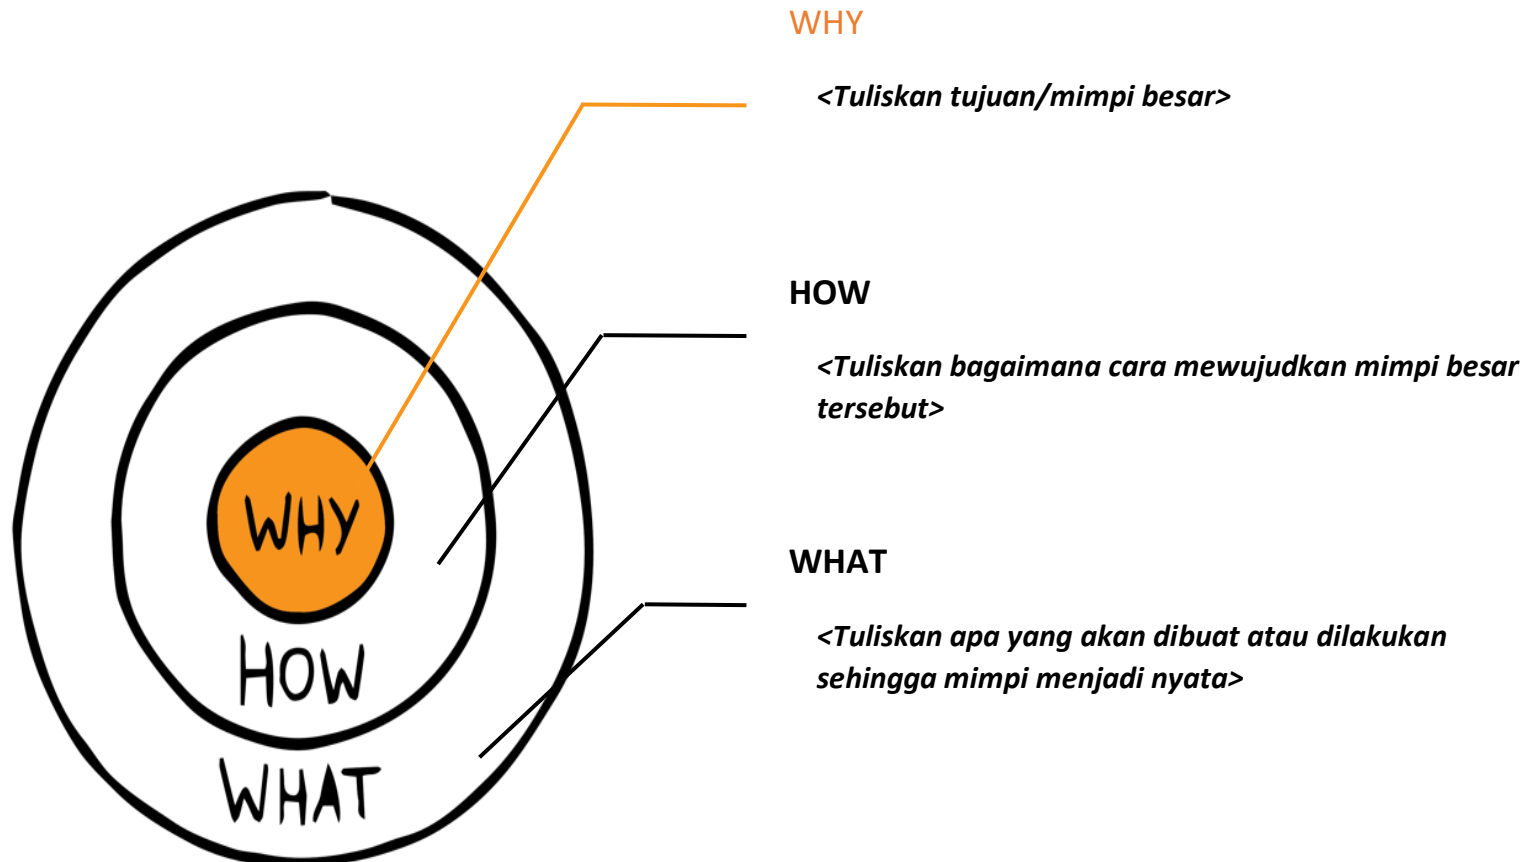 WHY
<Tuliskan tujuan/mimpi besar>
HOW
<Tuliskan bagaimana cara mewujudkan mimpi besar
tersebut>
WHAT
<Tuliskan apa yang akan dibuat atau dilakukan
sehingga mimpi menjadi nyata>
WHY
HOW
WHAT